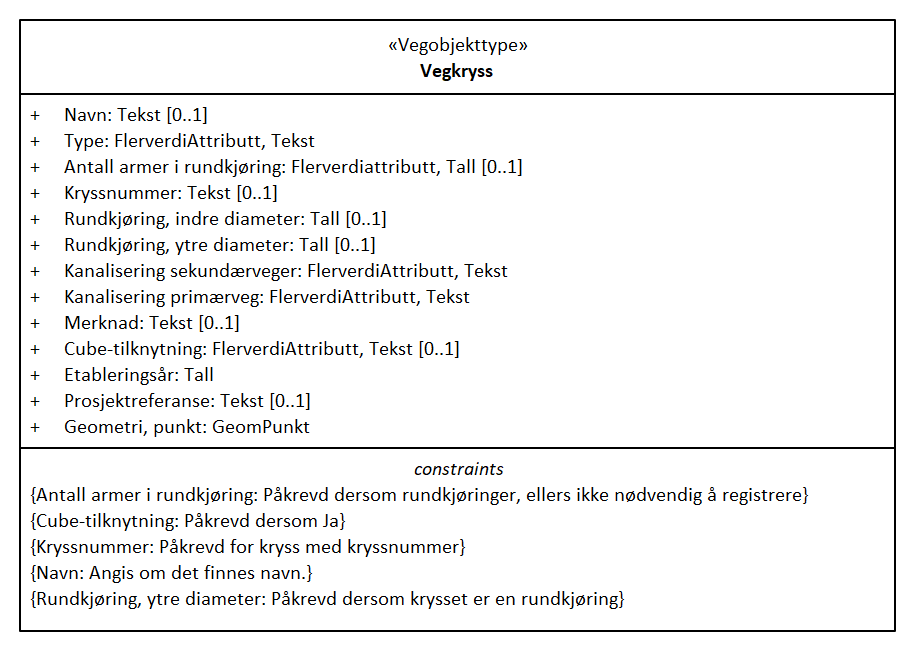 «Vegobjekttype»
Vegkryss
+ Navn: Tekst [0..1]
+ Type: FlerverdiAttributt, Tekst
+ Antall armer i rundkjøring: Flerverdiattributt, Tall [0..1]
+ Kryssnummer: Tekst [0..1]
+ Rundkjøring, indre diameter: Tall [0..1]
+ Rundkjøring, ytre diameter: Tall [0..1]
+ Kanalisering sekundærveger: FlerverdiAttributt, Tekst
+ Kanalisering primærveg: FlerverdiAttributt, Tekst
+ Merknad: Tekst [0..1]
+ Cube-tilknytning: FlerverdiAttributt, Tekst [0..1]
+ Etableringsår: Tall
+ Prosjektreferanse: Tekst [0..1]
+ Geometri, punkt: GeomPunkt
constraints
{Antall armer i rundkjøring: Påkrevd dersom rundkjøringer, ellers ikke nødvendig å registrere}
{Cube-tilknytning: Påkrevd dersom Ja}
{Kryssnummer: Påkrevd for kryss med kryssnummer}
{Navn: Angis om det finnes navn.}
{Rundkjøring, ytre diameter: Påkrevd dersom krysset er en rundkjøring}